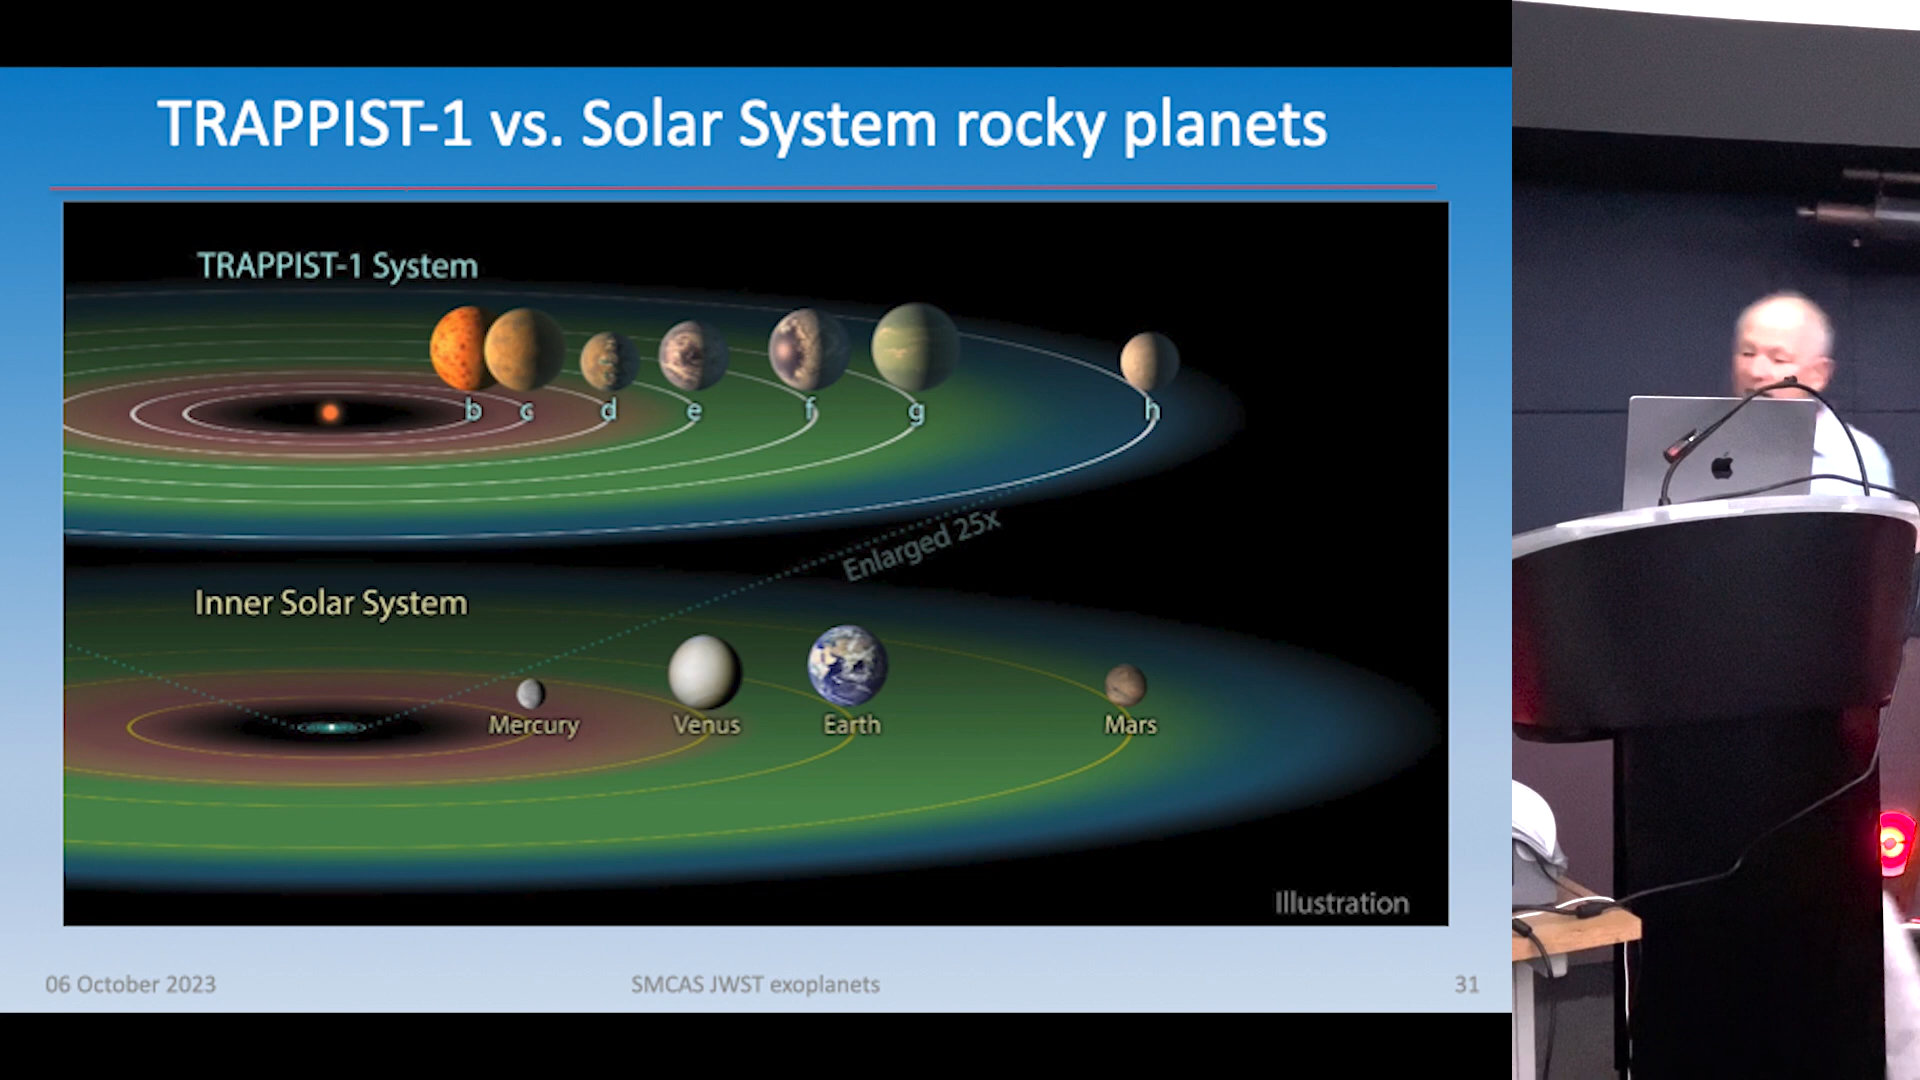 TRAPPIST-1 vs. Solar System rocky planets
TRAPPIST-1 System
b c d e f g h
Enlarged 25x
Inner Solar System
Mercury Venus Earth Mars
Illustration
06 October 2023 SMCAS JWST exoplanets 31